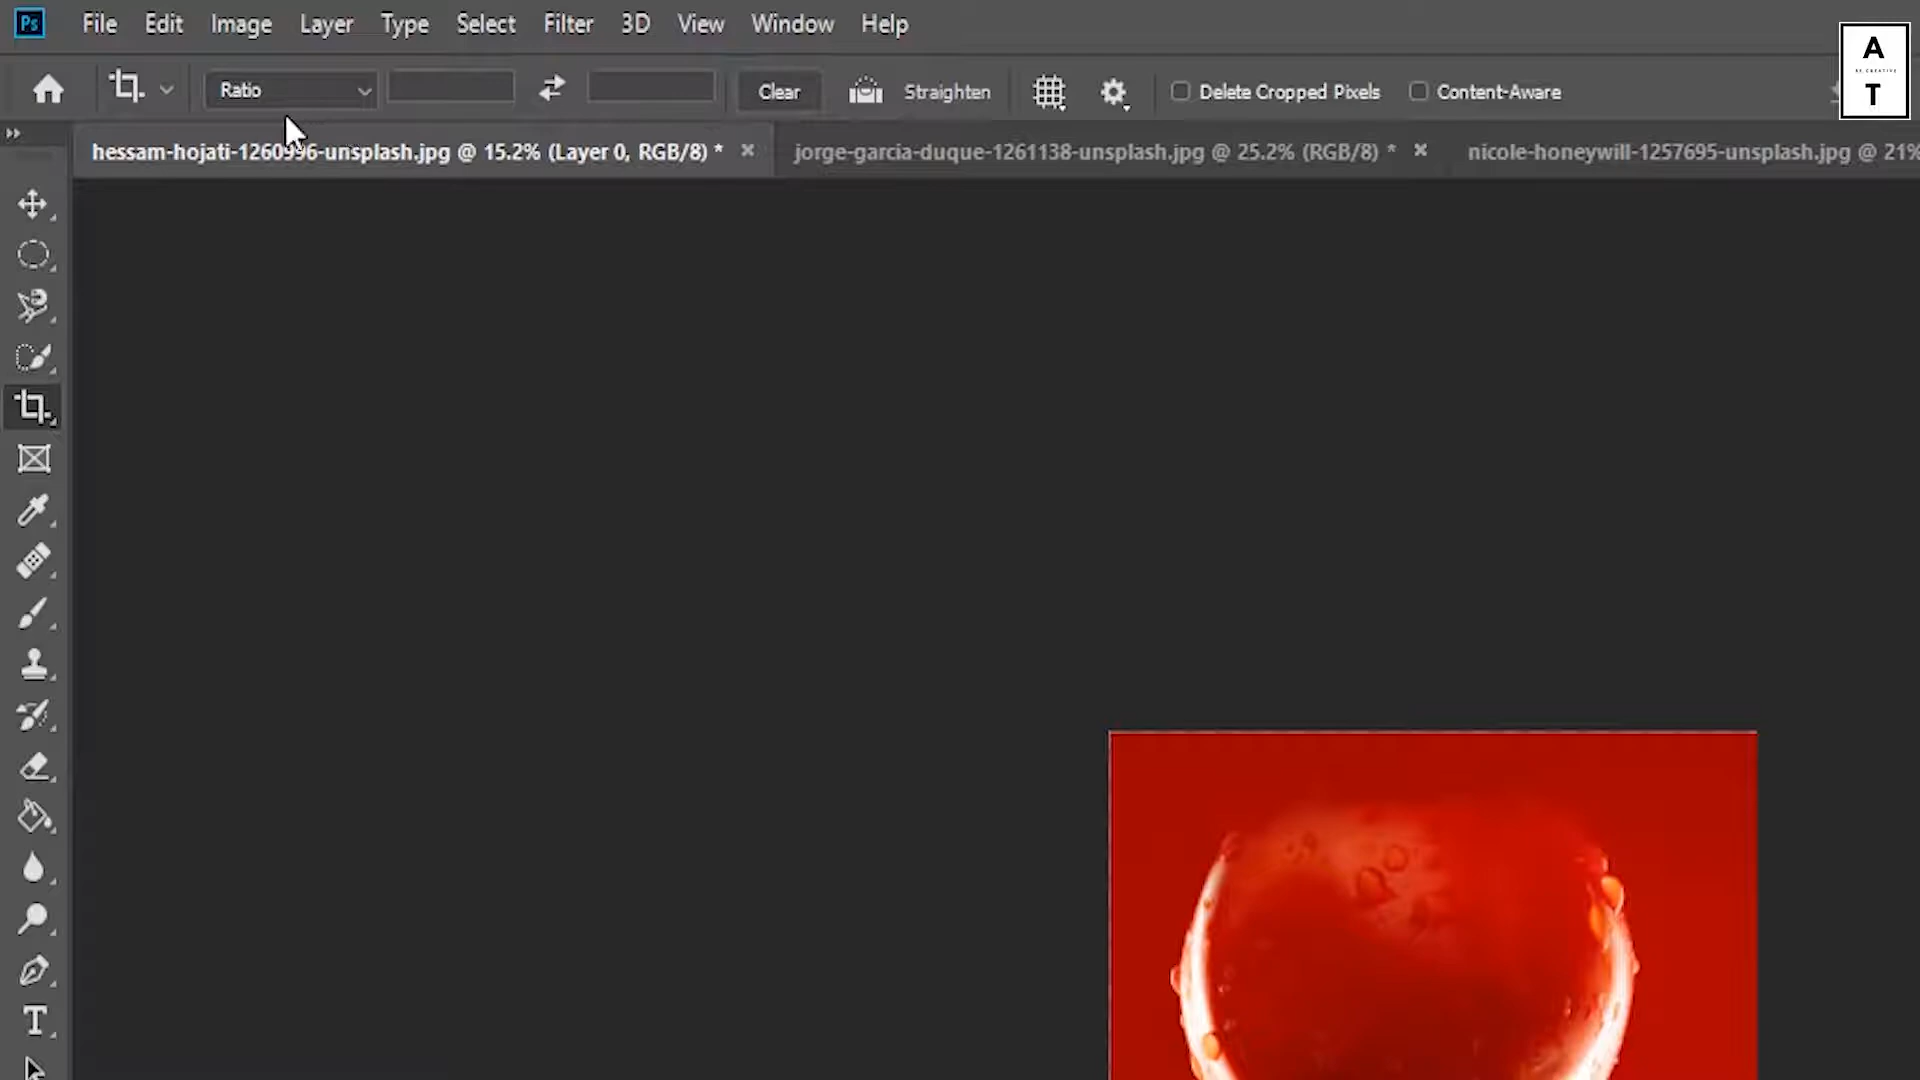 Ps File Edit Image Layer Type Select Filter 3D View Window Help
Ratio Clear Straighten Delete Cropped Pixels Content-Aware
A
T
hessam-hojati-1260996-unsplash.jpg @ 15.2% (Layer 0, RGB/8) * jorge-garcia-duque-1261138-unsplash.jpg @ 25.2% (RGB/8) * nicole-honeywill-1257695-unsplash.jpg @ 21%